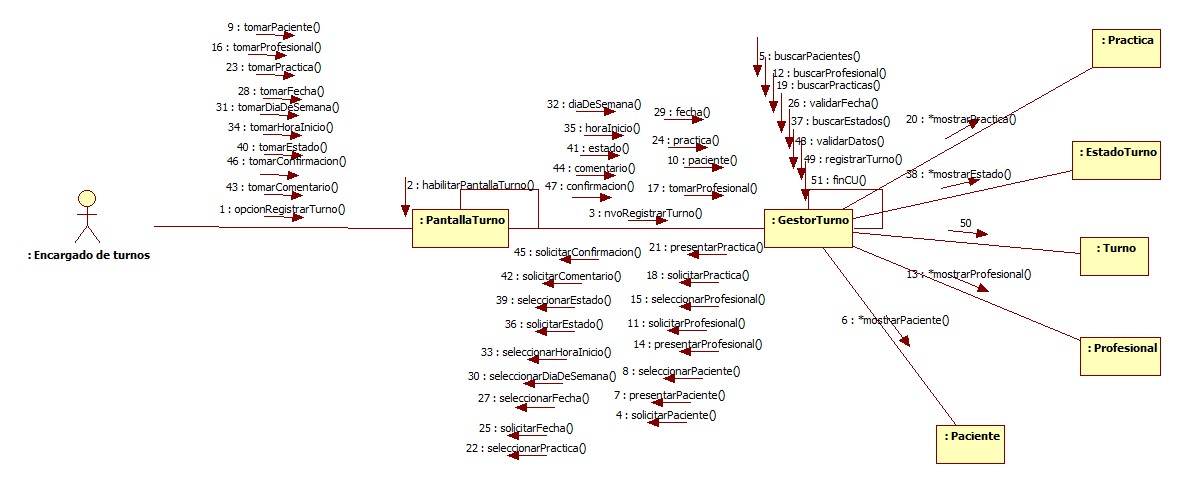 9 : tomarPaciente()
16 : tomarProfesional()
23 : tomarPractica()
28 : tomarFecha()
31 : tomarDiaDeSemana()
34 : tomarHoraInicio()
40 : tomarEstado()
46 : tomarConfirmacion()
43 : tomarComentario()
1 : opcionRegistrarTurno()
: Encargado de turnos
2 : habilitarPantallaTurno()
: PantallaTurno
32 : diaDeSemana()
35 : horaInicio()
41 : estado()
44 : comentario()
47 : confirmacion()
29 : fecha()
24 : practica()
10 : paciente()
17 : tomarProfesional()
3 : nvoRegistrarTurno()
45 : solicitarConfirmacion()
42 : solicitarComentario()
39 : seleccionarEstado()
36 : solicitarEstado()
33 : seleccionarHoraInicio()
30 : seleccionarDiaDeSemana()
27 : seleccionarFecha()
25 : solicitarFecha()
22 : seleccionarPractica()
21 : presentarPractica()
18 : solicitarPractica()
15 : seleccionarProfesional()
11 : solicitarProfesional()
14 : presentarProfesional()
8 : seleccionarPaciente()
7 : presentarPaciente()
4 : solicitarPaciente()
5 : buscarPacientes()
12 : buscarProfesional()
19 : buscarPracticas()
26 : validarFecha()
37 : buscarEstados()
48 : validarDatos()
49 : registrarTurno()
51 : finCU()
: GestorTurno
20 : *mostrarPractica()
38 : *mostrarEstado()
50
13 : *mostrarProfesional()
6 : *mostrarPaciente()
: Practica
: EstadoTurno
: Turno
: Profesional
: Paciente